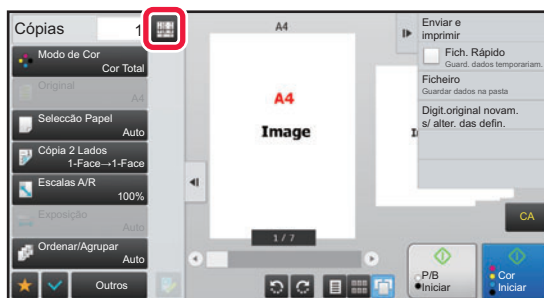 Cópias 1
Modo de Cor
Cor Total
Original
A4
Selecção Papel
Auto
Cópia 2 Lados
1-Face→1-Face
Escalas A/R
100%
Exposição
Auto
Ordenar/Agrupar
Auto
Outros
A4
A4
Image
1 / 7
Enviar e
imprimir
Fich. Rápido
Guard. dados temporariam.
Ficheiro
Guardar dados na pasta
Digit.original novam.
s/ alter. das defin.
CA
P/B
Iniciar
Cor
Iniciar